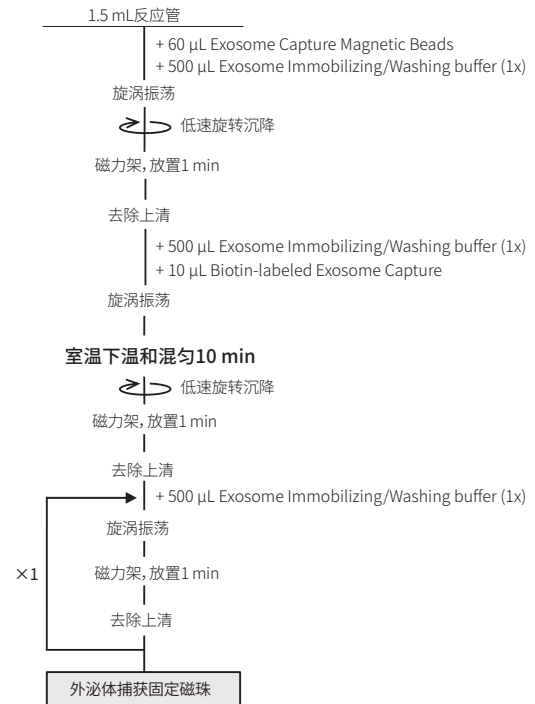 1.5 mL反应管
+ 60 µL Exosome Capture Magnetic Beads
+ 500 µL Exosome Immobilizing/Washing buffer (1x)
旋涡振荡
低速旋转沉降
磁力架，放置1 min
去除上清
+ 500 µL Exosome Immobilizing/Washing buffer (1x)
+ 10 µL Biotin-labeled Exosome Capture
旋涡振荡
室温下温和混匀10 min
低速旋转沉降
磁力架，放置1 min
去除上清
+ 500 µL Exosome Immobilizing/Washing buffer (1x)
旋涡振荡
×1
磁力架，放置1 min
去除上清
外泌体捕获固定磁珠